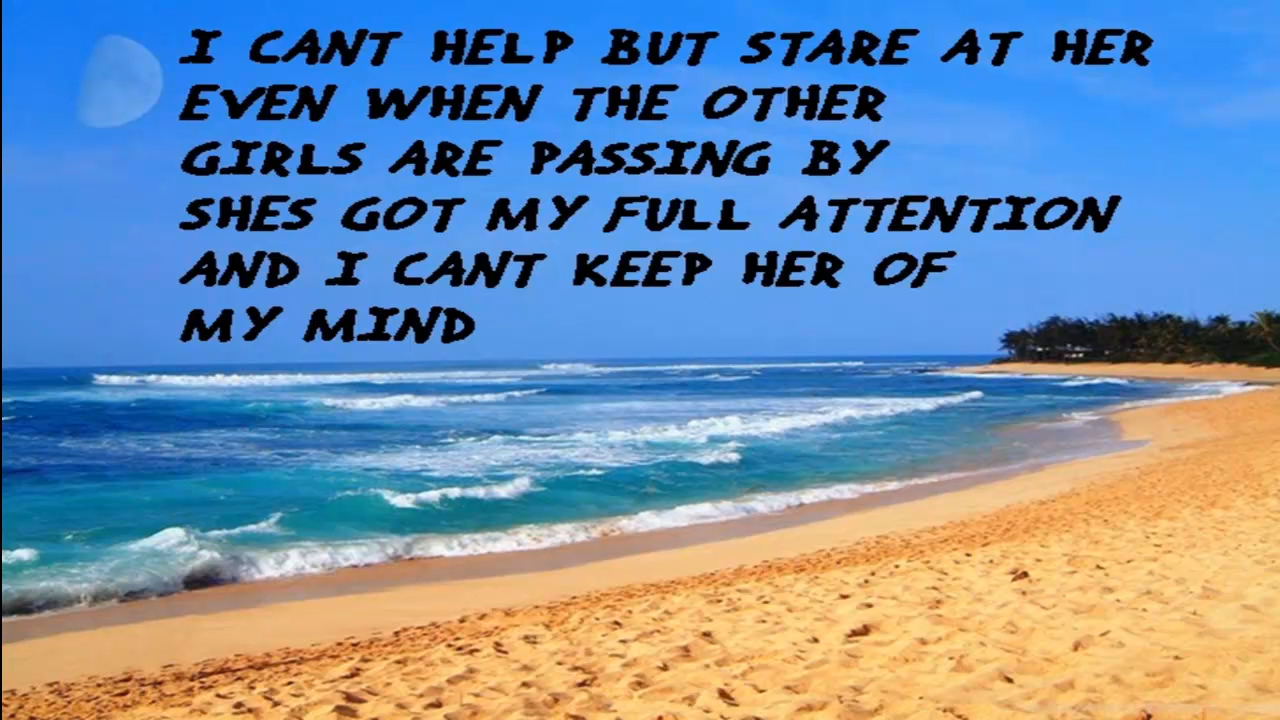 I CANT HELP BUT STARE AT HER
EVEN WHEN THE OTHER
GIRLS ARE PASSING BY
SHES GOT MY FULL ATTENTION
AND I CANT KEEP HER OF
MY MIND